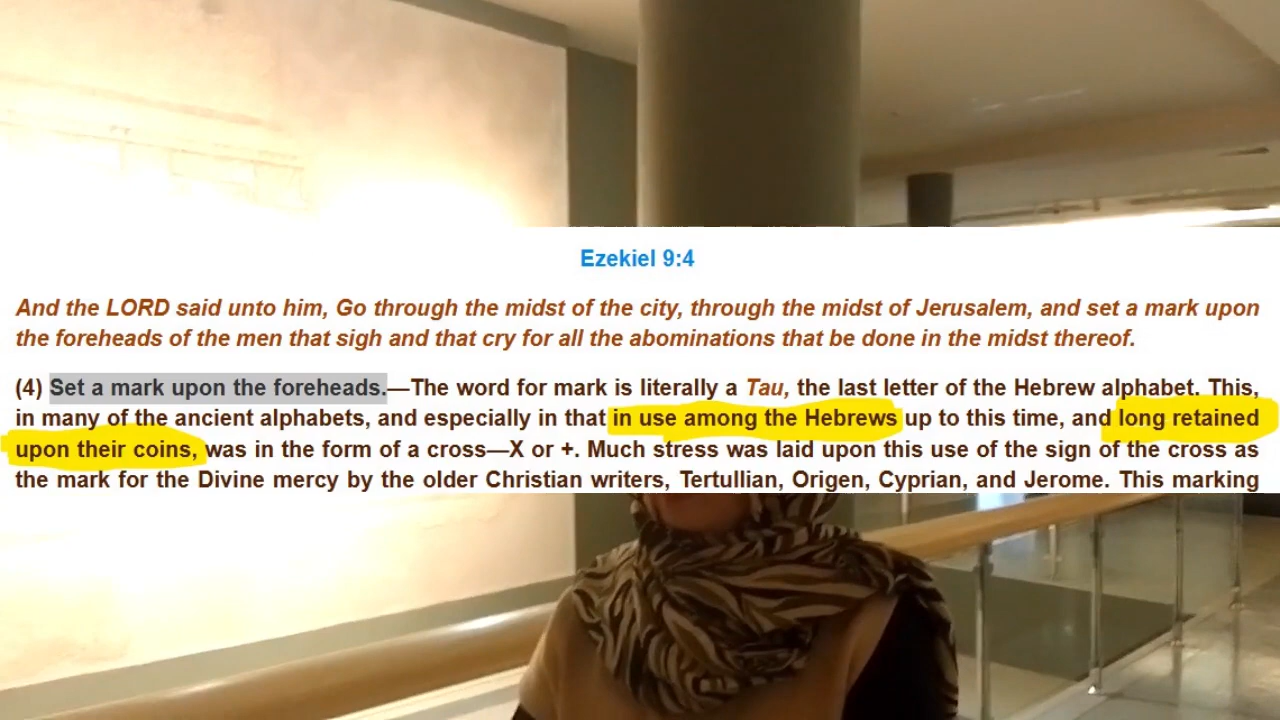 Ezekiel 9:4
And the LORD said unto him, Go through the midst of the city, through the midst of Jerusalem, and set a mark upon
the foreheads of the men that sigh and that cry for all the abominations that be done in the midst thereof.
(4) Set a mark upon the foreheads.—The word for mark is literally a Tau, the last letter of the Hebrew alphabet. This,
in many of the ancient alphabets, and especially in that in use among the Hebrews up to this time, and long retained
upon their coins, was in the form of a cross—X or +. Much stress was laid upon this use of the sign of the cross as
the mark for the Divine mercy by the older Christian writers, Tertullian, Origen, Cyprian, and Jerome. This marking